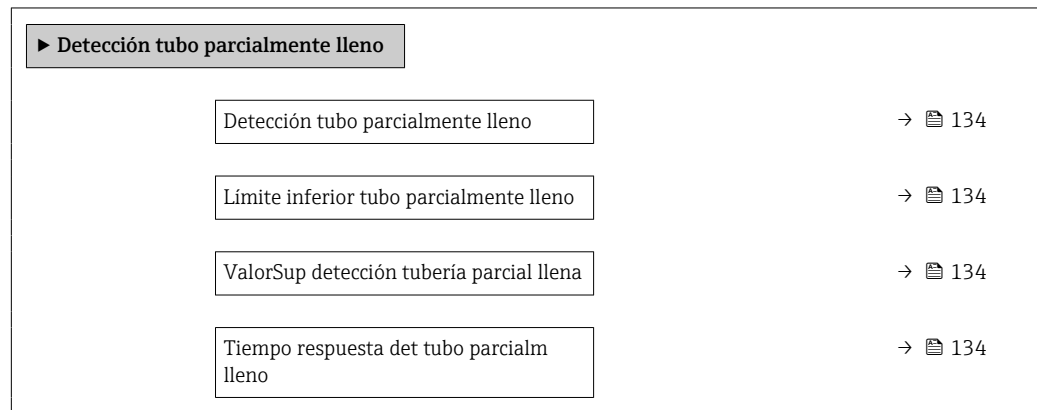 ▶ Detección tubo parcialmente lleno
Detección tubo parcialmente lleno → 134
Límite inferior tubo parcialmente lleno → 134
ValorSup detección tubería parcial llena → 134
Tiempo respuesta det tubo parcialm → 134
lleno